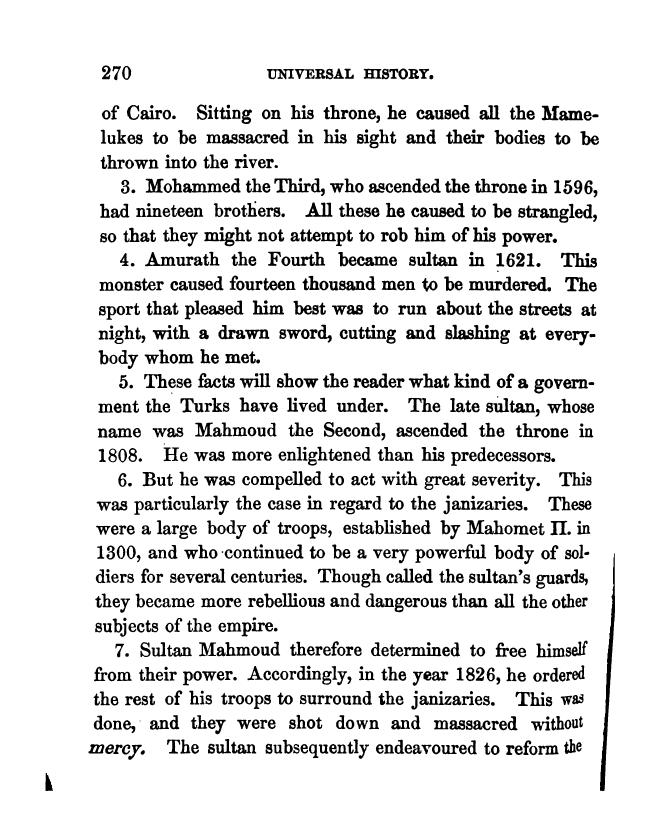 270 UNIVERSAL HISTORY.
of Cairo. Sitting on his throne, he caused all the Mame-
lukes to be massacred in his sight and their bodies to be
thrown into the river.
3. Mohammed the Third, who ascended the throne in 1596,
had nineteen brothers. All these he caused to be strangled,
so that they might not attempt to rob him of his power.
4. Amurath the Fourth became sultan in 1621. This
monster caused fourteen thousand men to be murdered. The
sport that pleased him best was to run about the streets at
night, with a drawn sword, cutting and slashing at every-
body whom he met.
5. These facts will show the reader what kind of a govern-
ment the Turks have lived under. The late sultan, whose
name was Mahmoud the Second, ascended the throne in
1808. He was more enlightened than his predecessors.
6. But he was compelled to act with great severity. This
was particularly the case in regard to the janizaries. These
were a large body of troops, established by Mahomet II. in
1300, and who continued to be a very powerful body of sol-
diers for several centuries. Though called the sultan's guards,
they became more rebellious and dangerous than all the other
subjects of the empire.
7. Sultan Mahmoud therefore determined to free himself
from their power. Accordingly, in the year 1826, he ordered
the rest of his troops to surround the janizaries. This was
done, and they were shot down and massacred without
mercy. The sultan subsequently endeavoured to reform the